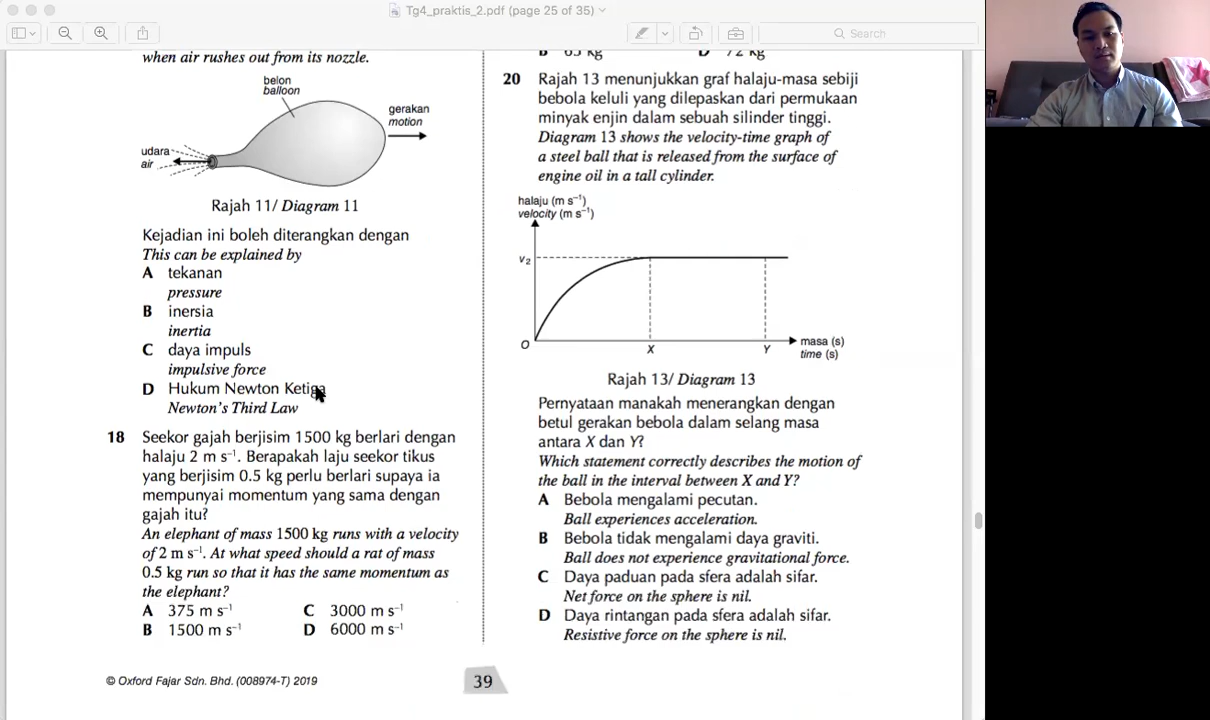 Tg4_praktis_2.pdf (page 25 of 35)
Search
when air rushes out from its nozzle.
belon
balloon
gerakan
motion
udara
air
Rajah 11/ Diagram 11
Kejadian ini boleh diterangkan dengan
This can be explained by
A tekanan
pressure
B inersia
inertia
C daya impuls
impulsive force
D Hukum Newton Ketiga
Newton's Third Law
18 Seekor gajah berjisim 1500 kg berlari dengan
halaju 2 m s⁻¹. Berapakah laju seekor tikus
yang berjisim 0.5 kg perlu berlari supaya ia
mempunyai momentum yang sama dengan
gajah itu?
An elephant of mass 1500 kg runs with a velocity
of 2 m s⁻¹. At what speed should a rat of mass
0.5 kg run so that it has the same momentum as
the elephant?
A 375 m s⁻¹ C 3000 m s⁻¹
B 1500 m s⁻¹ D 6000 m s⁻¹
B 65 kg D 72 kg
20 Rajah 13 menunjukkan graf halaju-masa sebiji
bebola keluli yang dilepaskan dari permukaan
minyak enjin dalam sebuah silinder tinggi.
Diagram 13 shows the velocity-time graph of
a steel ball that is released from the surface of
engine oil in a tall cylinder.
halaju (m s⁻¹)
velocity (m s⁻¹)
v₂
O X Y masa (s)
time (s)
Rajah 13/ Diagram 13
Pernyataan manakah menerangkan dengan
betul gerakan bebola dalam selang masa
antara X dan Y?
Which statement correctly describes the motion of
the ball in the interval between X and Y?
A Bebola mengalami pecutan.
Ball experiences acceleration.
B Bebola tidak mengalami daya graviti.
Ball does not experience gravitational force.
C Daya paduan pada sfera adalah sifar.
Net force on the sphere is nil.
D Daya rintangan pada sfera adalah sifar.
Resistive force on the sphere is nil.
© Oxford Fajar Sdn. Bhd. (008974-T) 2019
39